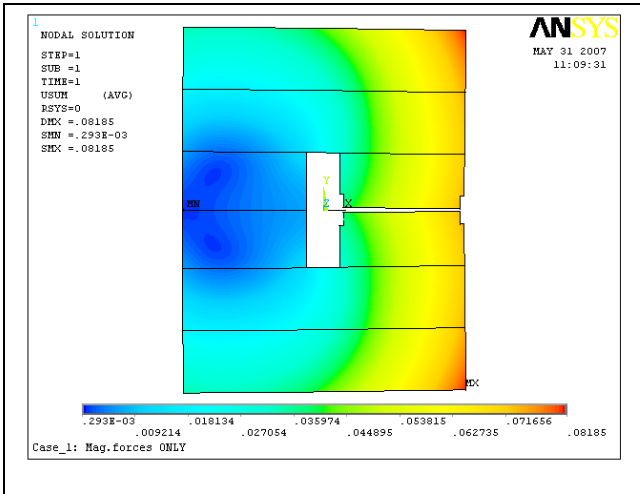 1
NODAL SOLUTION
STEP=1
SUB =1
TIME=1
USUM (AVG)
RSYS=0
DMX =.08185
SMN =.293E-03
SMX =.08185
ANSYS
MAY 31 2007
11:09:31
Y
MN
Z
X
MX
.293E-03 .018134 .035974 .053815 .071656
.009214 .027054 .044895 .062735 .08185
Case_1: Mag.forces ONLY